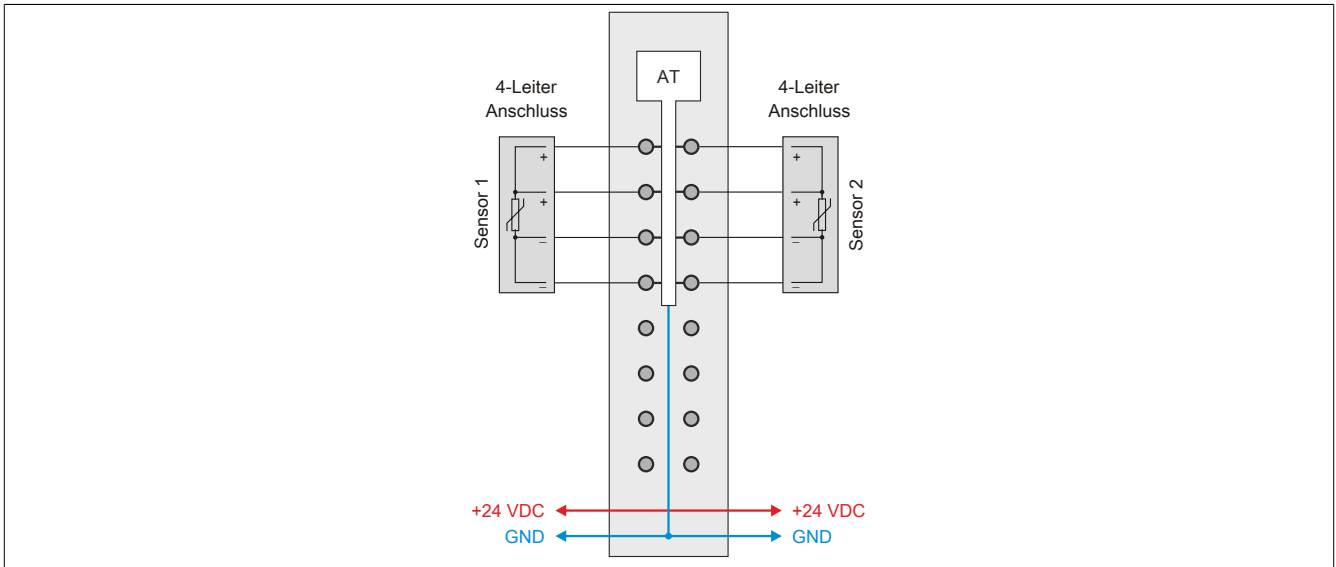 AT
4-Leiter
Anschluss
4-Leiter
Anschluss
Sensor 1
+
+
–
–
Sensor 2
+
+
–
–
+24 VDC
+24 VDC
GND
GND